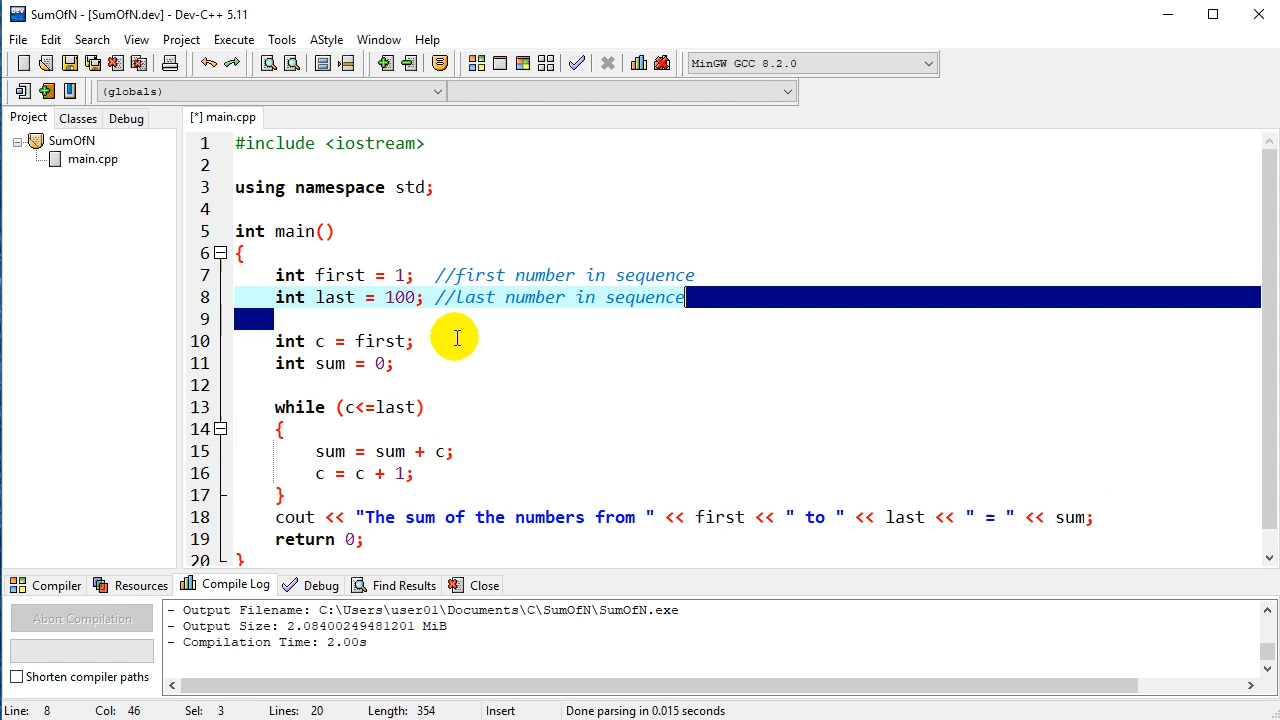 SumOfN - [SumOfN.dev] - Dev-C++ 5.11
File Edit Search View Project Execute Tools AStyle Window Help
MinGW GCC 8.2.0
(globals)
Project Classes Debug
[*] main.cpp
SumOfN
main.cpp
1 #include <iostream>
2
3 using namespace std;
4
5 int main()
6 {
7 int first = 1; //first number in sequence
8 int last = 100; //last number in sequence
9
10 int c = first;
11 int sum = 0;
12
13 while (c<=last)
14 {
15 sum = sum + c;
16 c = c + 1;
17 }
18 cout << "The sum of the numbers from " << first << " to " << last << " = " << sum;
19 return 0;
20 }
Compiler Resources Compile Log Debug Find Results Close
Abort Compilation
Shorten compiler paths
- Output Filename: C:\Users\user01\Documents\C\SumOfN\SumOfN.exe
- Output Size: 2.08400249481201 MiB
- Compilation Time: 2.00s
Line: 8 Col: 46 Sel: 3 Lines: 20 Length: 354 Insert Done parsing in 0.015 seconds